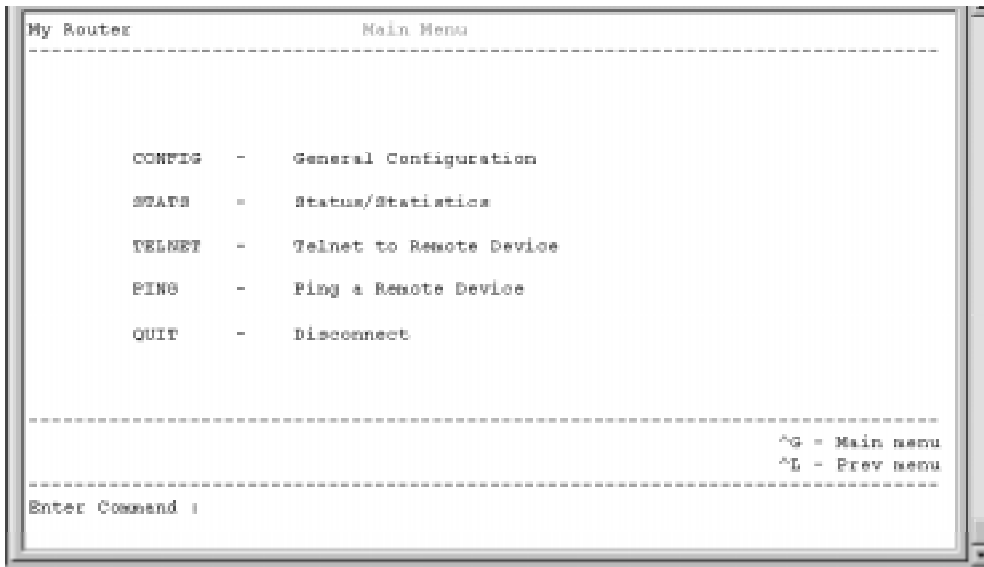 My Router Main Menu
--------------------------------------------------------------------------------
CONFIG - General Configuration
STATS - Status/Statistics
TELNET - Telnet to Remote Device
PING - Ping a Remote Device
QUIT - Disconnect
--------------------------------------------------------------------------------
^G - Main menu
^L - Prev menu
--------------------------------------------------------------------------------
Enter Command :